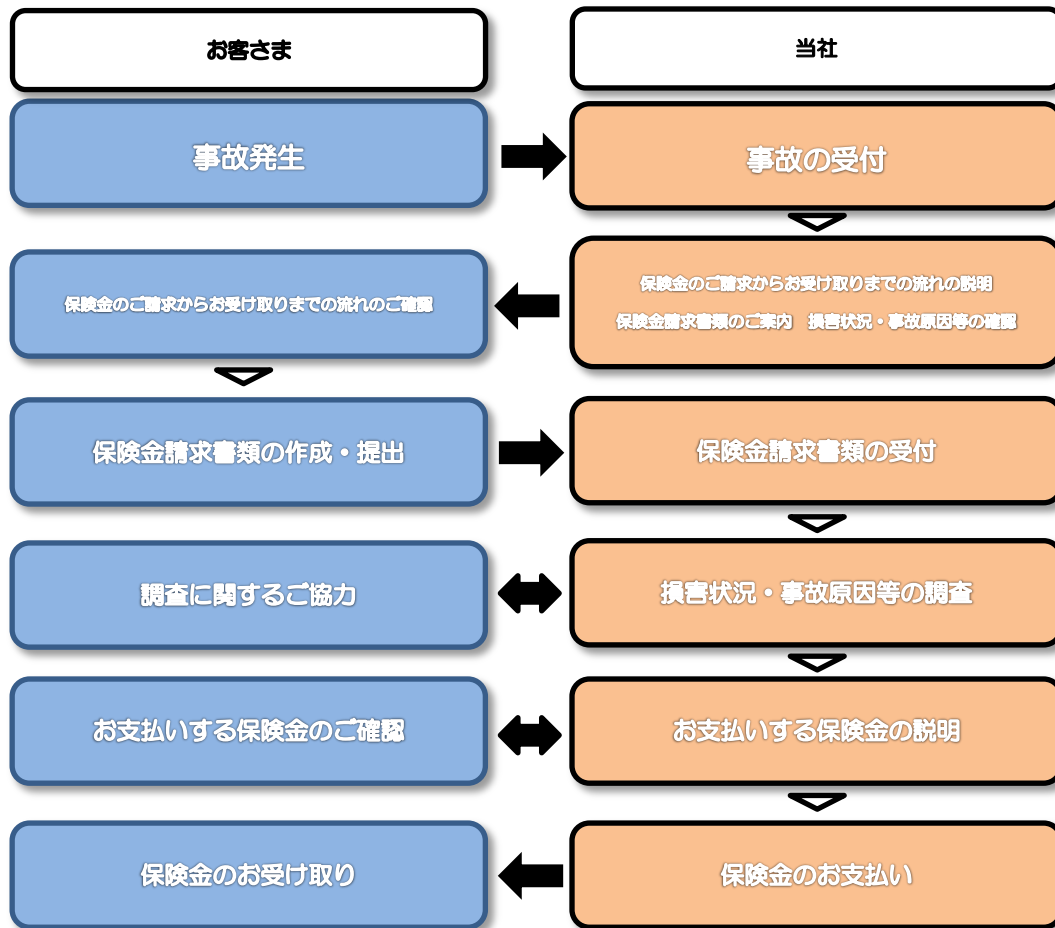 お客さま
当社
事故発生
事故の受付
保険金のご請求からお受け取りまでの流れのご確認
保険金のご請求からお受け取りまでの流れの説明
保険金請求書類のご案内　損害状況・事故原因等の確認
保険金請求書類の作成・提出
保険金請求書類の受付
調査に関するご協力
損害状況・事故原因等の調査
お支払いする保険金のご確認
お支払いする保険金の説明
保険金のお受け取り
保険金のお支払い